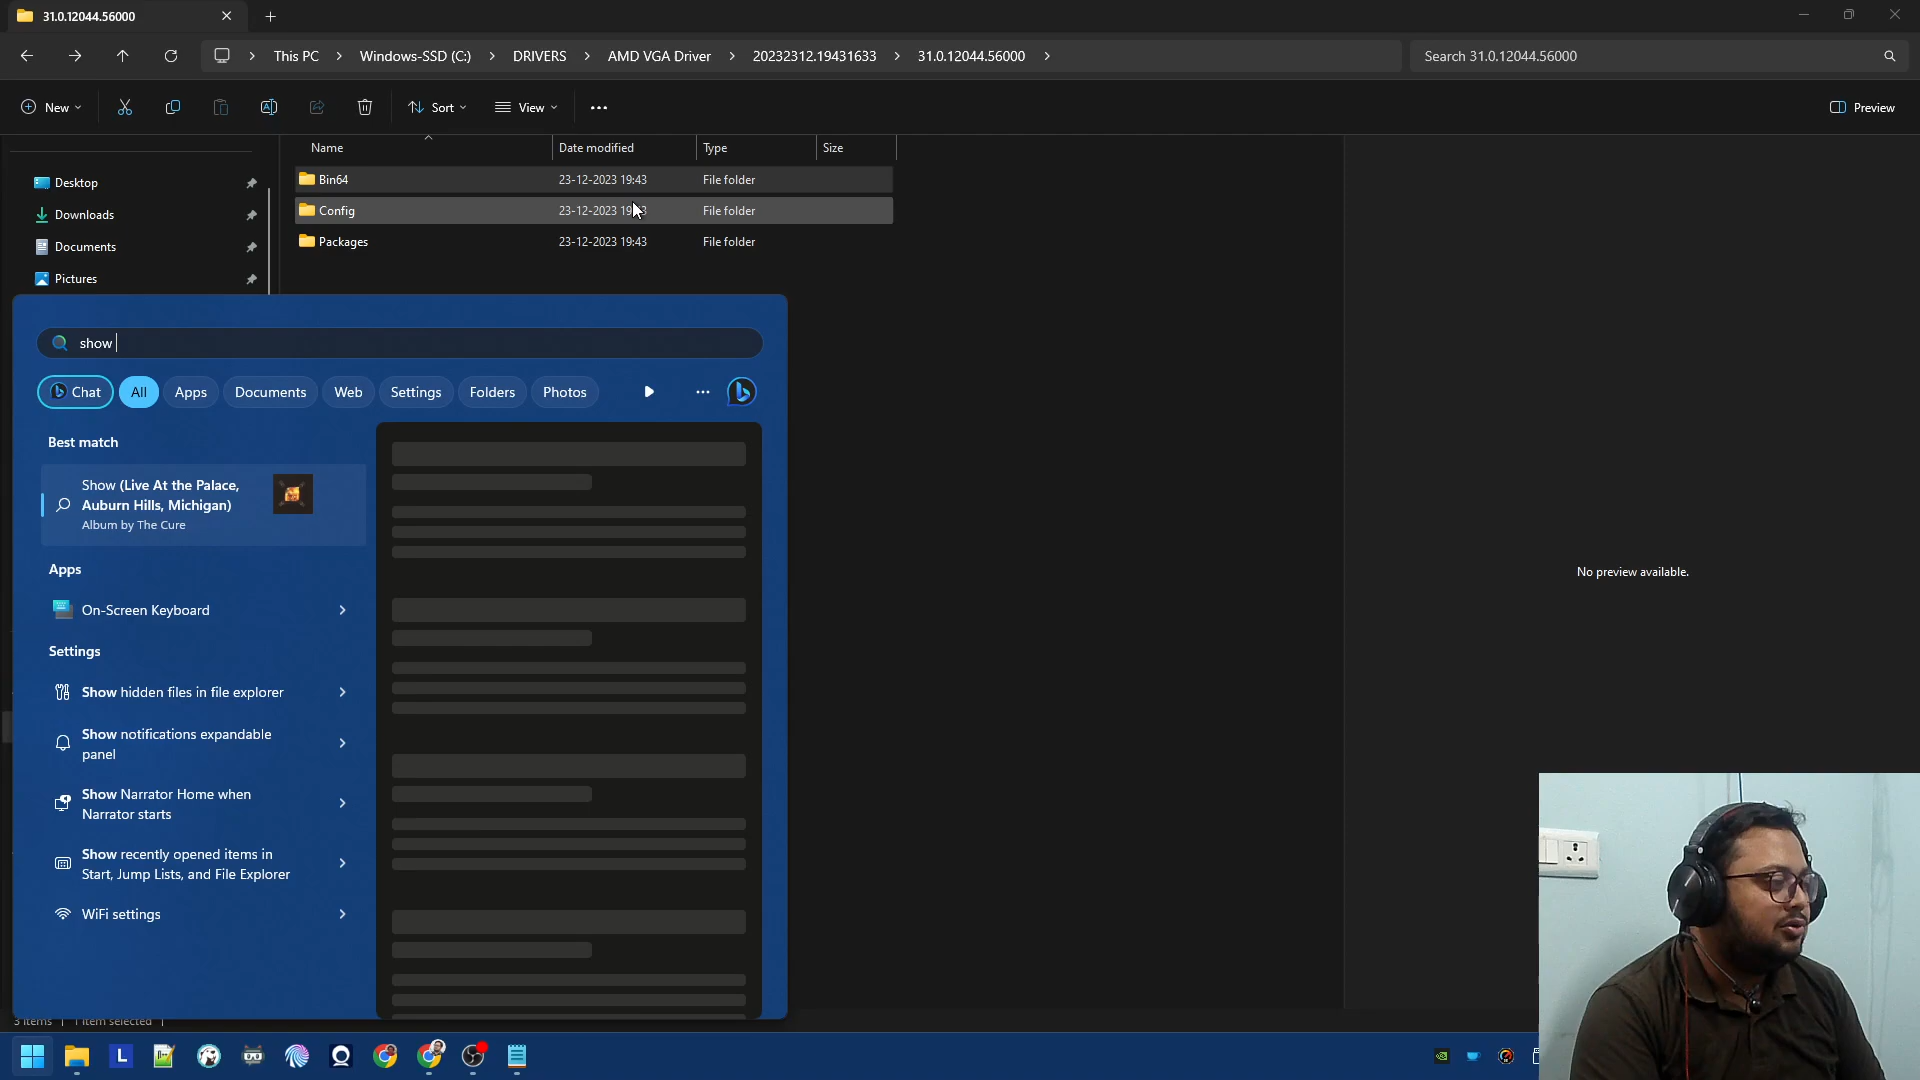 31.0.12044.56000
This PC
Windows-SSD (C:)
DRIVERS
AMD VGA Driver
20232312.19431633
31.0.12044.56000
Search 31.0.12044.56000
New
Sort
View
Preview
Name
Date modified
Type
Size
Desktop
Downloads
Documents
Pictures
Bin64 23-12-2023 19:43 File folder
Config 23-12-2023 19:43 File folder
Packages 23-12-2023 19:43 File folder
No preview available.
show
Chat
All
Apps
Documents
Web
Settings
Folders
Photos
Best match
Show (Live At the Palace,
Auburn Hills, Michigan)
Album by The Cure
Apps
On-Screen Keyboard
Settings
Show hidden files in file explorer
Show notifications expandable
panel
Show Narrator Home when
Narrator starts
Show recently opened items in
Start, Jump Lists, and File Explorer
WiFi settings
3 items
1 item selected
L